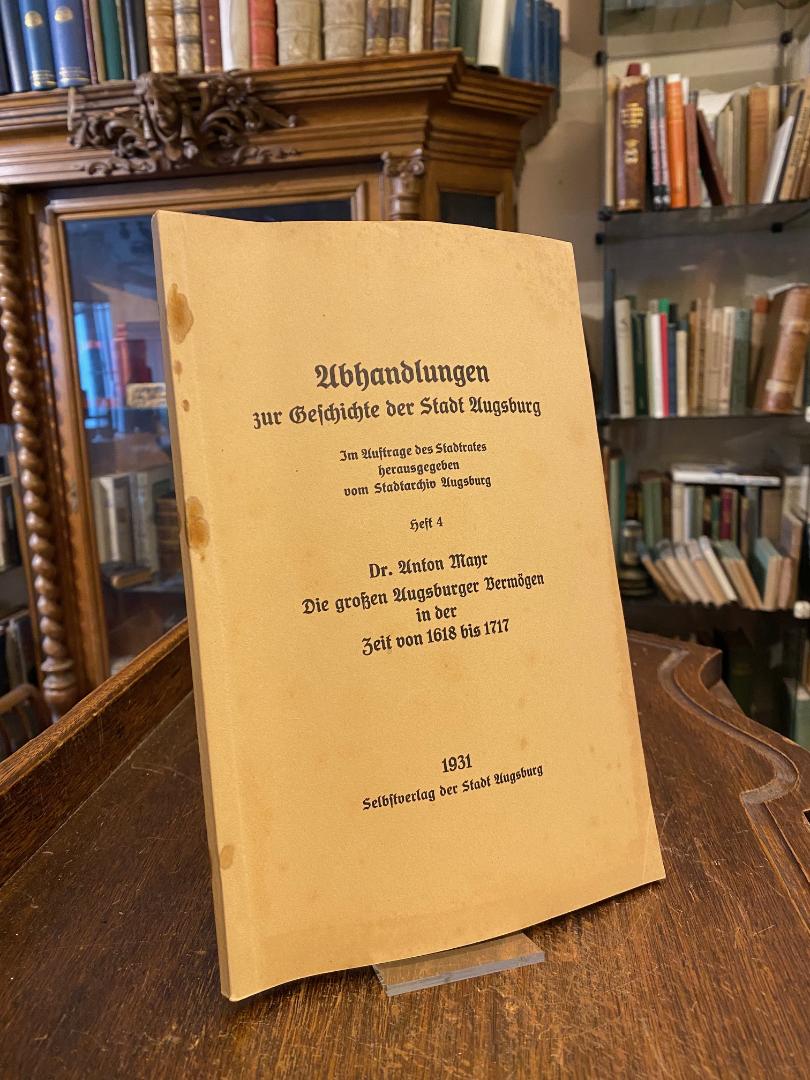 Abhandlungen
zur Geschichte der Stadt Augsburg
Im Auftrage des Stadtrates
herausgegeben
vom Stadtarchiv Augsburg
Heft 4
Dr. Anton Mayr
Die großen Augsburger Vermögen
in der
Zeit von 1618 bis 1717
1931
Selbstverlag der Stadt Augsburg